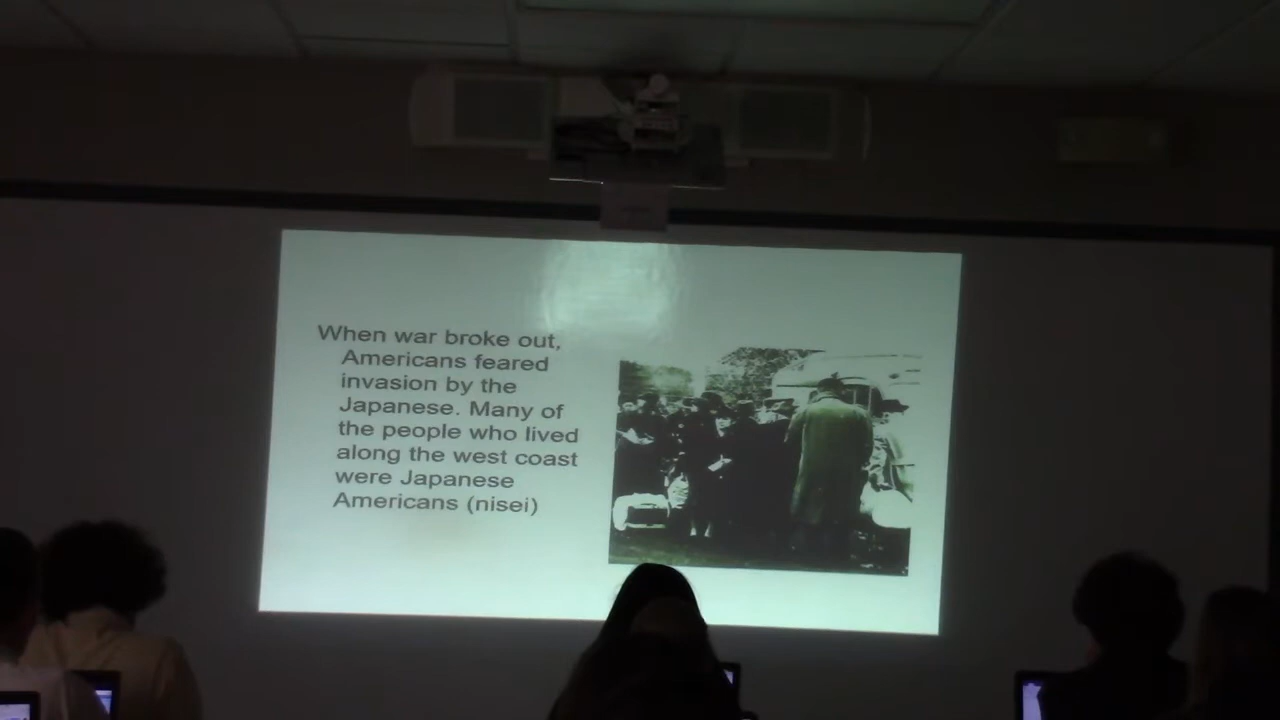 When war broke out,
Americans feared
invasion by the
Japanese. Many of
the people who lived
along the west coast
were Japanese
Americans (nisei)